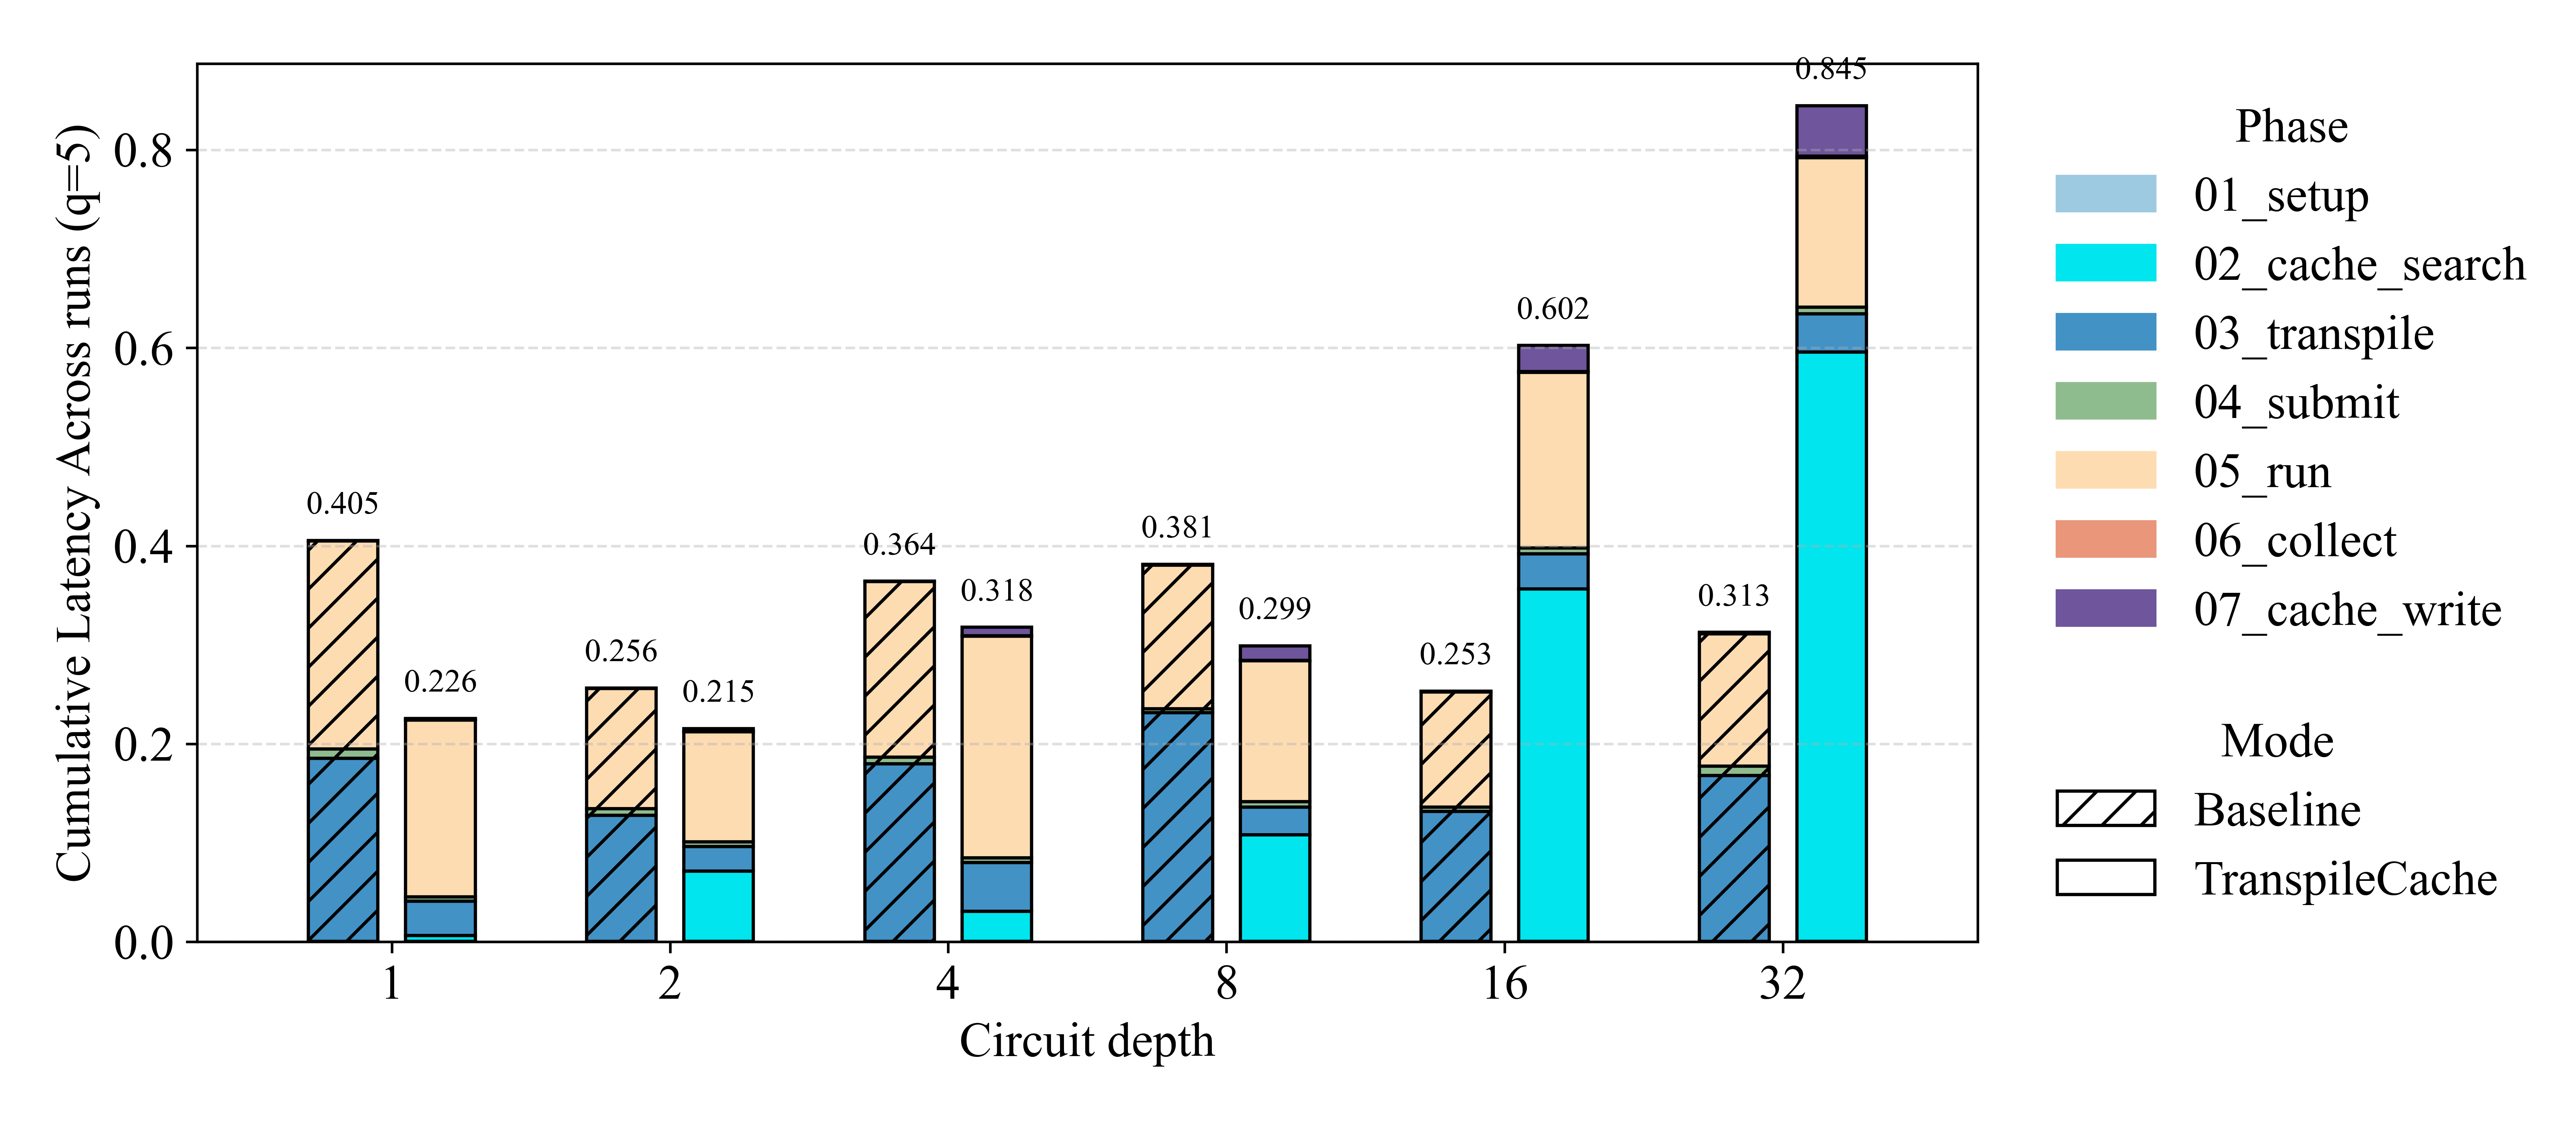 Cumulative Latency Across runs (q=5)
0.8
0.6
0.4
0.2
0.0
0.405
0.226
0.256
0.215
0.364
0.318
0.381
0.299
0.253
0.602
0.313
0.845
1
2
4
8
16
32
Circuit depth
Phase
01_setup
02_cache_search
03_transpile
04_submit
05_run
06_collect
07_cache_write
Mode
Baseline
TranspileCache